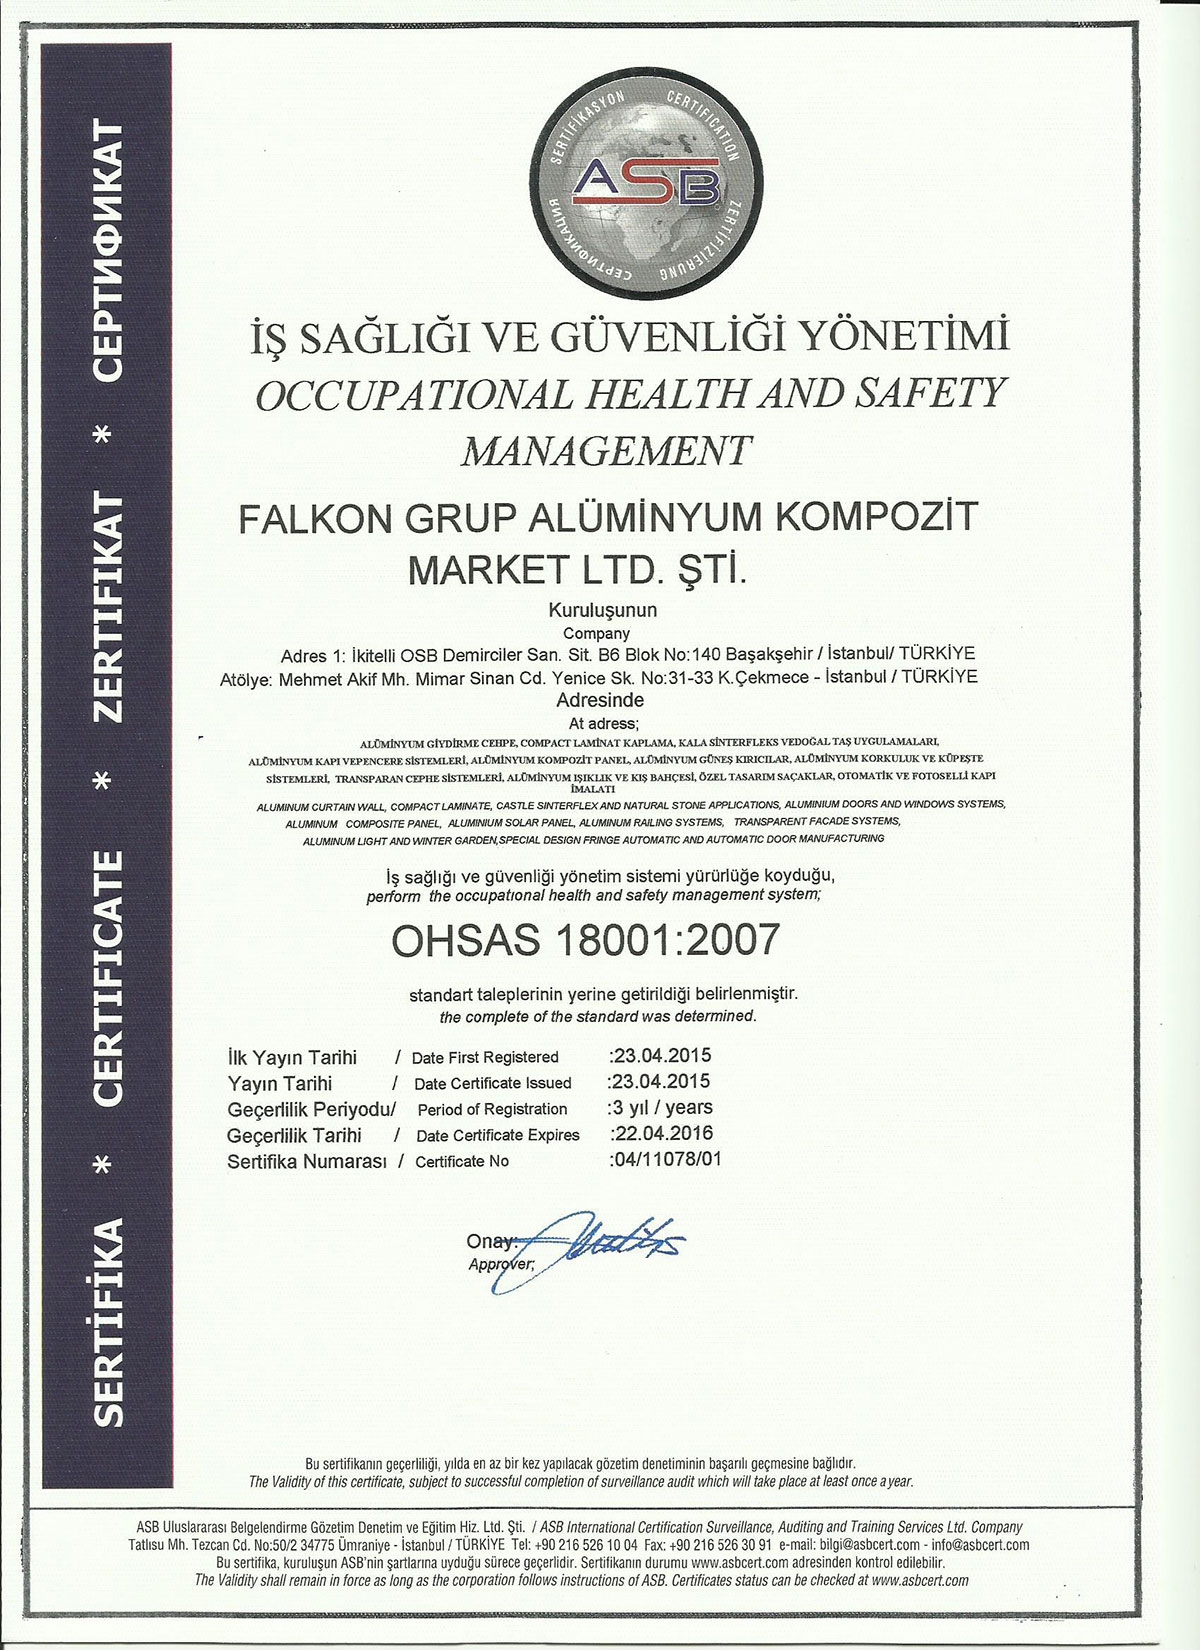 SERTİFİKA * CERTIFICATE * ZERTIFIKAT * СЕРТИФИКАТ
SERTİFİKASYON CERTIFICATION ZERTIFIZIERUNG СЕРТИФИКАЦИЯ
ASB
İŞ SAĞLIĞI VE GÜVENLİĞİ YÖNETİMİ
OCCUPATIONAL HEALTH AND SAFETY
MANAGEMENT
FALKON GRUP ALÜMİNYUM KOMPOZİT
MARKET LTD. ŞTİ.
Kuruluşunun
Company
Adres 1: İkitelli OSB Demirciler San. Sit. B6 Blok No:140 Başakşehir / İstanbul/ TÜRKİYE
Atölye: Mehmet Akif Mh. Mimar Sinan Cd. Yenice Sk. No:31-33 K.Çekmece - İstanbul / TÜRKİYE
Adresinde
At adress;
ALÜMİNYUM GİYDİRME CEHPE, COMPACT LAMİNAT KAPLAMA, KALA SİNTERFLEKS VEDOĞAL TAŞ UYGULAMALARI,
ALÜMİNYUM KAPI VEPENCERE SİSTEMLERİ, ALÜMİNYUM KOMPOZİT PANEL, ALÜMİNYUM GÜNEŞ KIRICILAR, ALÜMİNYUM KORKULUK VE KÜPEŞTE
SİSTEMLERİ, TRANSPARAN CEPHE SİSTEMLERİ, ALÜMİNYUM IŞIKLIK VE KIŞ BAHÇESİ, ÖZEL TASARIM SAÇAKLAR, OTOMATİK VE FOTOSELLİ KAPI
İMALATI
ALUMINUM CURTAIN WALL, COMPACT LAMINATE, CASTLE SINTERFLEX AND NATURAL STONE APPLICATIONS, ALUMINIUM DOORS AND WINDOWS SYSTEMS,
ALUMINUM COMPOSITE PANEL, ALUMINIUM SOLAR PANEL, ALUMINUM RAILING SYSTEMS, TRANSPARENT FACADE SYSTEMS,
ALUMINUM LIGHT AND WINTER GARDEN,SPECIAL DESIGN FRINGE AUTOMATIC AND AUTOMATIC DOOR MANUFACTURING
İş sağlığı ve güvenliği yönetim sistemi yürürlüğe koyduğu,
perform the occupational health and safety management system;
OHSAS 18001:2007
standart taleplerinin yerine getirildiği belirlenmiştir.
the complete of the standard was determined.
İlk Yayın Tarihi / Date First Registered :23.04.2015
Yayın Tarihi / Date Certificate Issued :23.04.2015
Geçerlilik Periyodu/ Period of Registration :3 yıl / years
Geçerlilik Tarihi / Date Certificate Expires :22.04.2016
Sertifika Numarası / Certificate No :04/11078/01
Onay:
Approver;
Bu sertifikanın geçerliliği, yılda en az bir kez yapılacak gözetim denetiminin başarılı geçmesine bağlıdır.
The Validity of this certificate, subject to successful completion of surveillance audit which will take place at least once a year.
ASB Uluslararası Belgelendirme Gözetim Denetim ve Eğitim Hiz. Ltd. Şti. / ASB International Certification Surveillance, Auditing and Training Services Ltd. Company
Tatlısu Mh. Tezcan Cd. No:50/2 34775 Ümraniye - İstanbul / TÜRKİYE Tel: +90 216 526 10 04 Fax: +90 216 526 30 91 e-mail: bilgi@asbcert.com - info@asbcert.com
Bu sertifika, kuruluşun ASB'nin şartlarına uyduğu sürece geçerlidir. Sertifikanın durumu www.asbcert.com adresinden kontrol edilebilir.
The Validity shall remain in force as long as the corporation follows instructions of ASB. Certificates status can be checked at www.asbcert.com